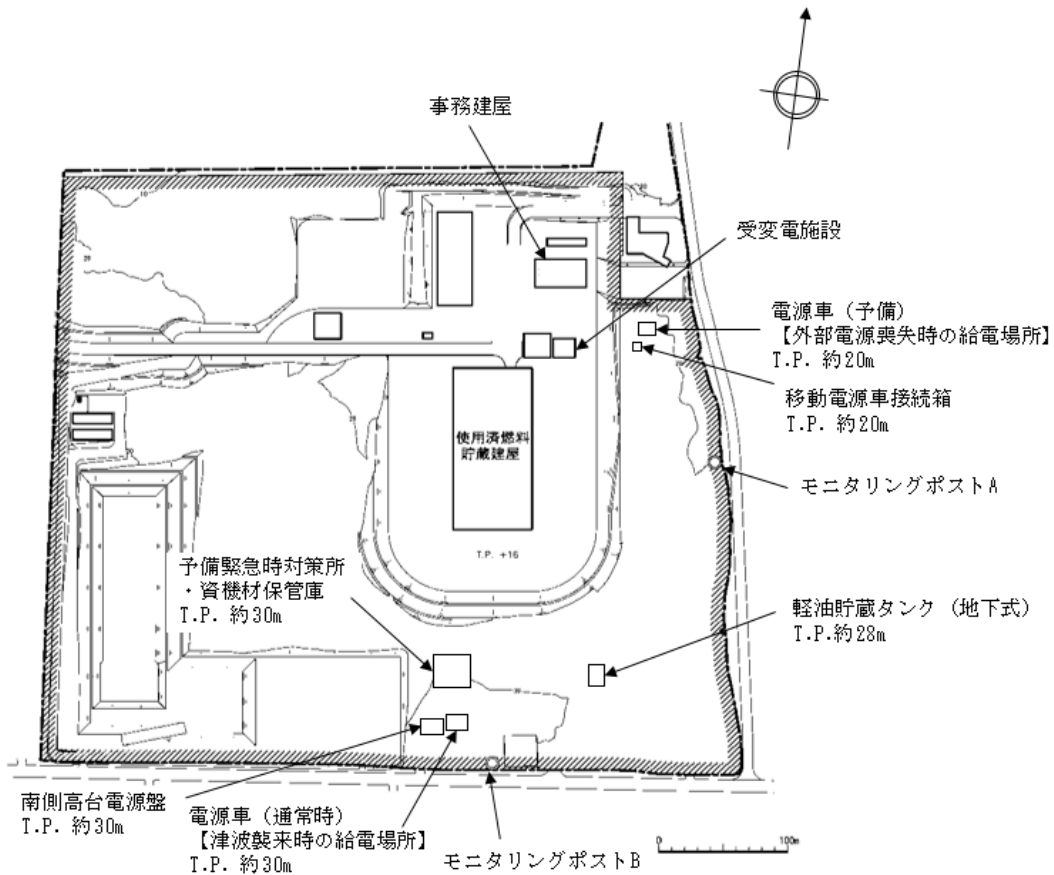 事務建屋
受変電施設
電源車（予備）
【外部電源喪失時の給電場所】
T.P. 約20m
移動電源車接続箱
T.P. 約20m
使用済燃料
貯蔵建屋
モニタリングポストA
T.P. +16
予備緊急時対策所
・資機材保管庫
T.P. 約30m
軽油貯蔵タンク（地下式）
T.P.約28m
南側高台電源盤
T.P. 約30m
電源車（通常時）
【津波襲来時の給電場所】
T.P. 約30m
モニタリングポストB
0 100m